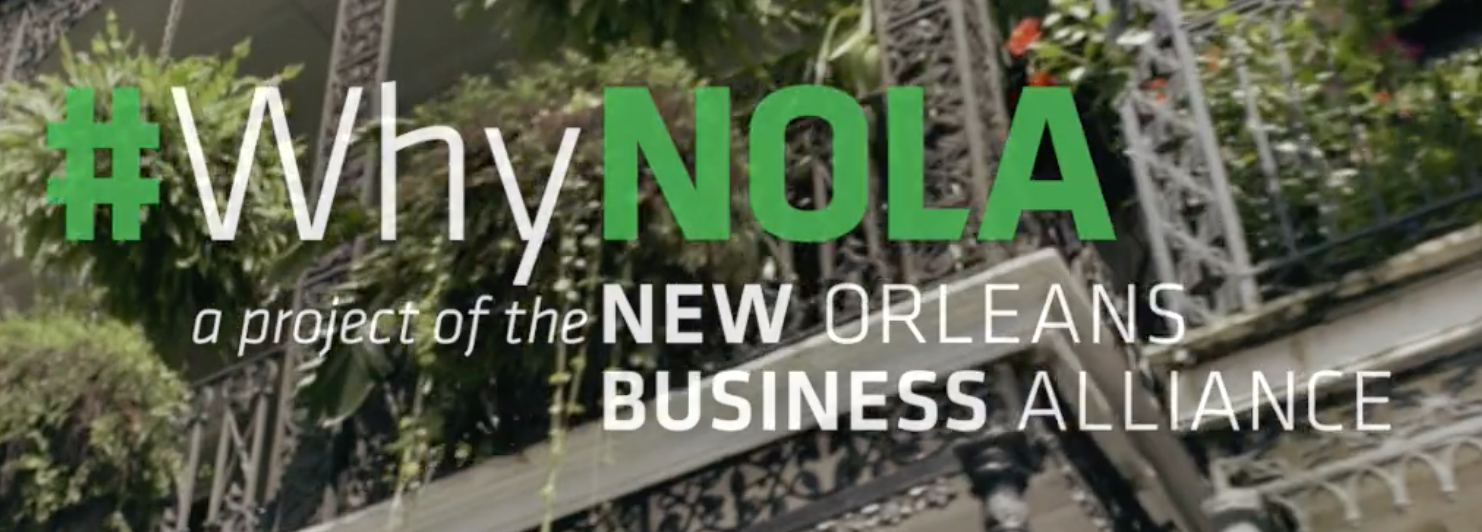 #WhyNOLA
a project of the NEW ORLEANS
BUSINESS ALLIANCE